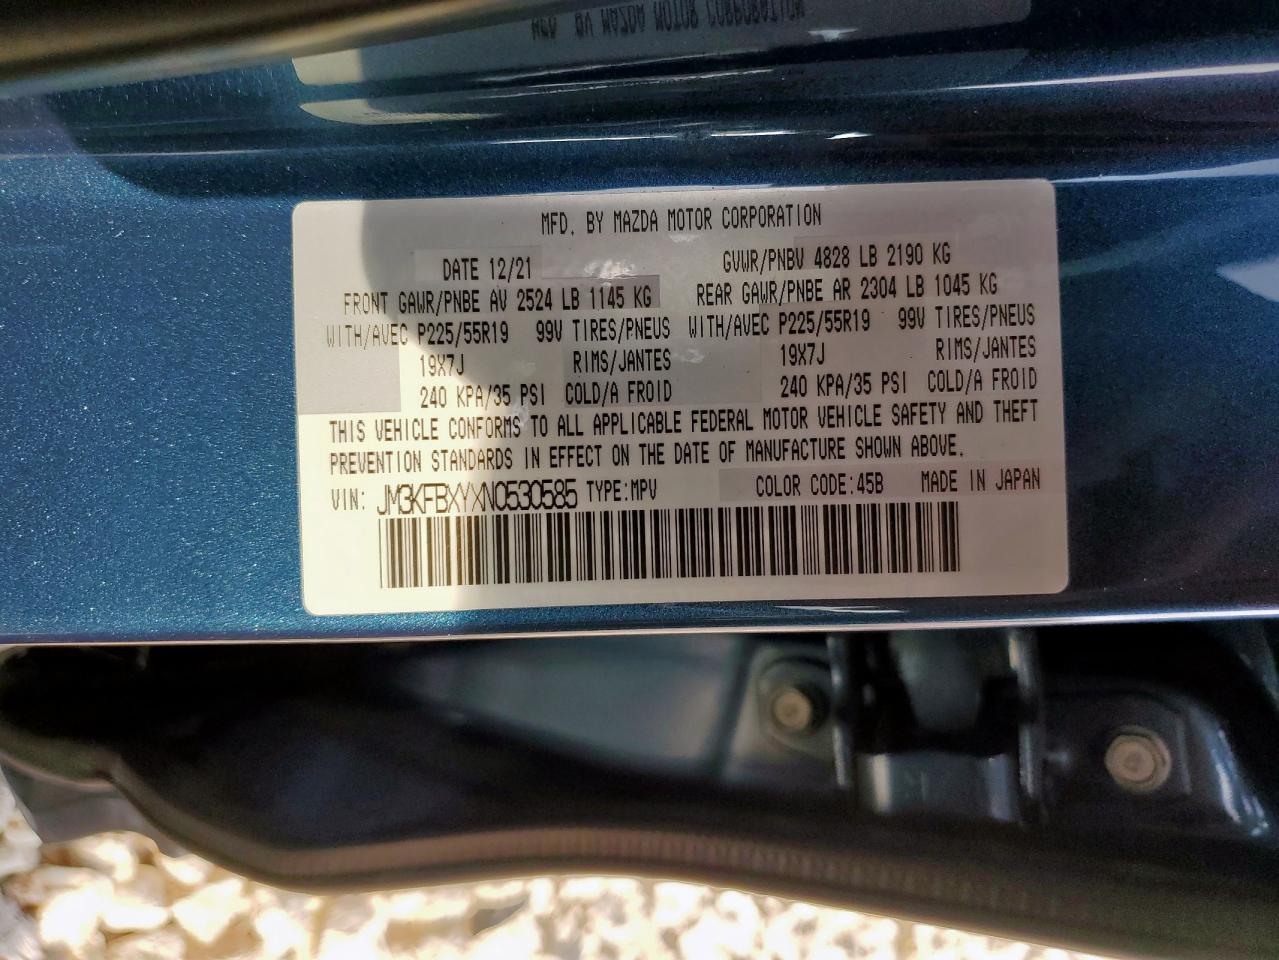 MFD. BY MAZDA MOTOR CORPORATION
MFD. BY MAZDA MOTOR CORPORATION
DATE 12/21 GVWR/PNBV 4828 LB 2190 KG
FRONT GAWR/PNBE AV 2524 LB 1145 KG REAR GAWR/PNBE AR 2304 LB 1045 KG
WITH/AVEC P225/55R19 99V TIRES/PNEUS WITH/AVEC P225/55R19 99V TIRES/PNEUS
19X7J RIMS/JANTES 19X7J RIMS/JANTES
240 KPA/35 PSI COLD/A FROID 240 KPA/35 PSI COLD/A FROID
THIS VEHICLE CONFORMS TO ALL APPLICABLE FEDERAL MOTOR VEHICLE SAFETY AND THEFT
PREVENTION STANDARDS IN EFFECT ON THE DATE OF MANUFACTURE SHOWN ABOVE.
VIN: JM3KFBXYXN0530585 TYPE:MPV COLOR CODE:45B MADE IN JAPAN